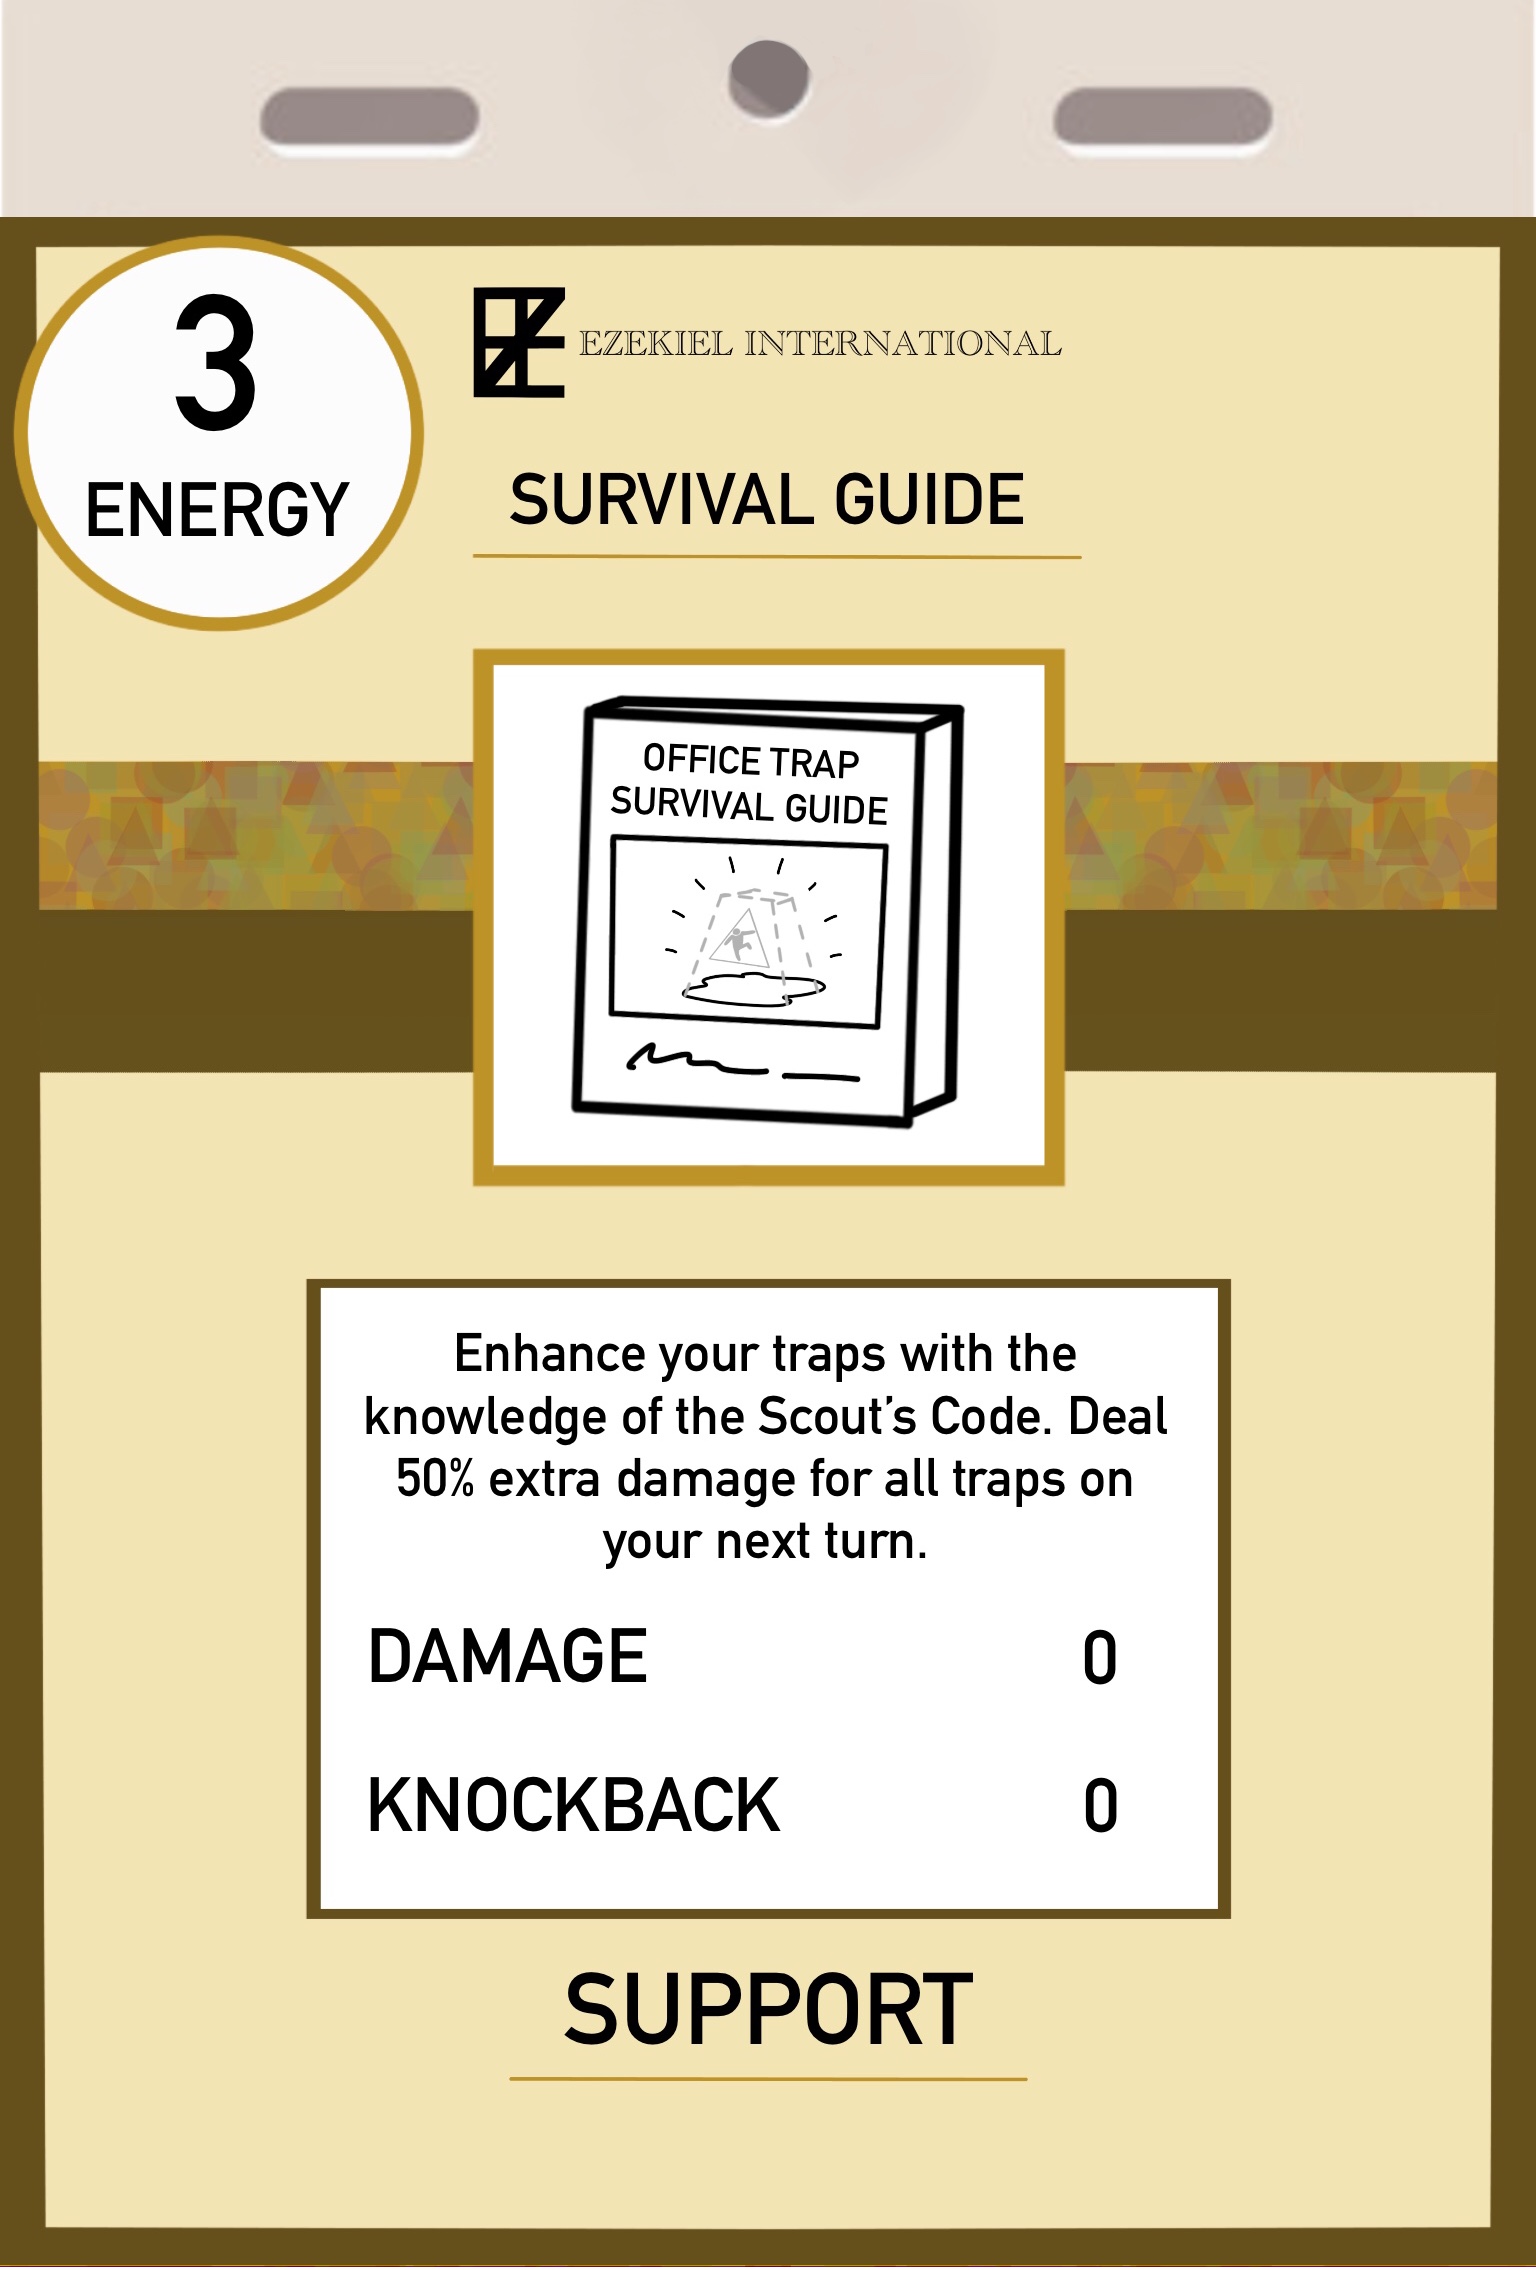 3
ENERGY
EZEKIEL INTERNATIONAL
SURVIVAL GUIDE
OFFICE TRAP
SURVIVAL GUIDE
Enhance your traps with the
knowledge of the Scout’s Code. Deal
50% extra damage for all traps on
your next turn.
DAMAGE 0
KNOCKBACK 0
SUPPORT